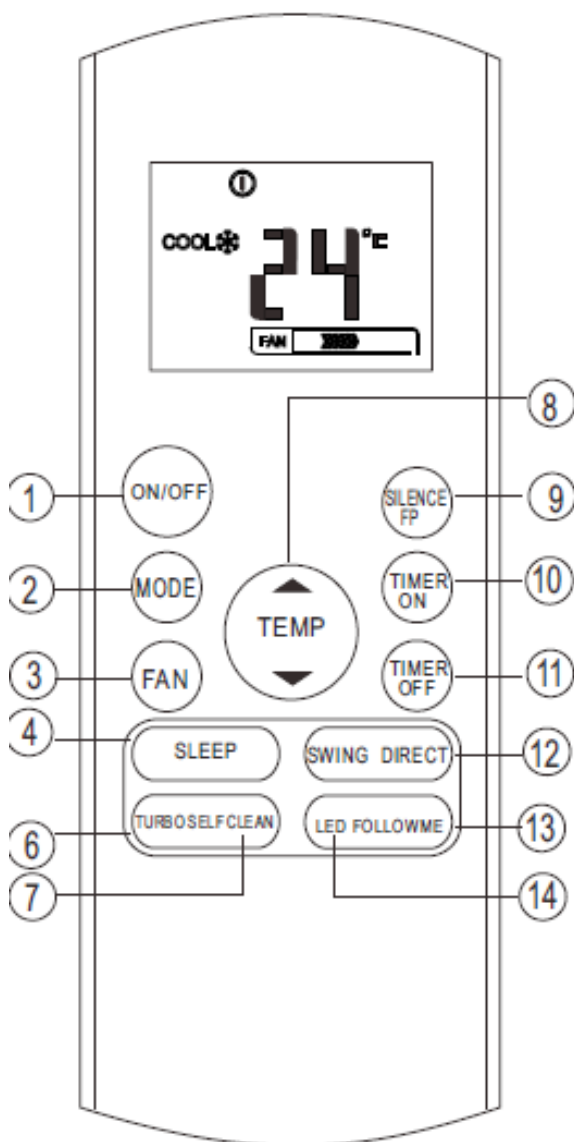 COOL 24 °C
FAN
8
1 ON/OFF SILENCE FP 9
2 MODE TEMP TIMER ON 10
3 FAN TIMER OFF 11
4 SLEEP SWING DIRECT 12
6 TURBO SELF CLEAN LED FOLLOW ME 13
7 14